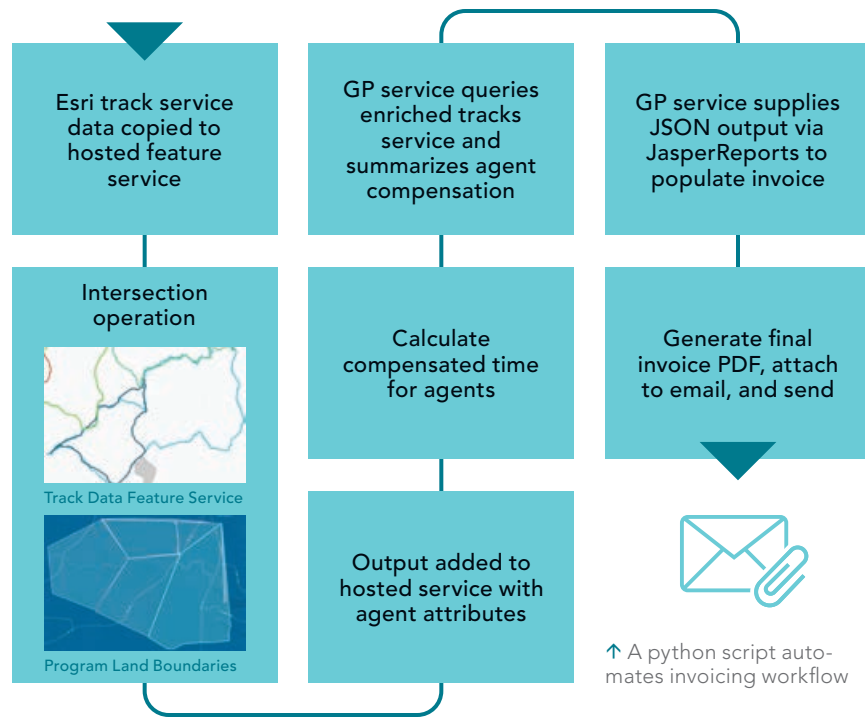 Esri track service
data copied to
hosted feature
service
Intersection
operation
Track Data Feature Service
Program Land Boundaries
Output added to
hosted service with
agent attributes
Calculate
compensated time
for agents
GP service queries
enriched tracks
service and
summarizes agent
compensation
GP service supplies
JSON output via
JasperReports to
populate invoice
Generate final
invoice PDF, attach
to email, and send
↑ A python script auto-
mates invoicing workflow